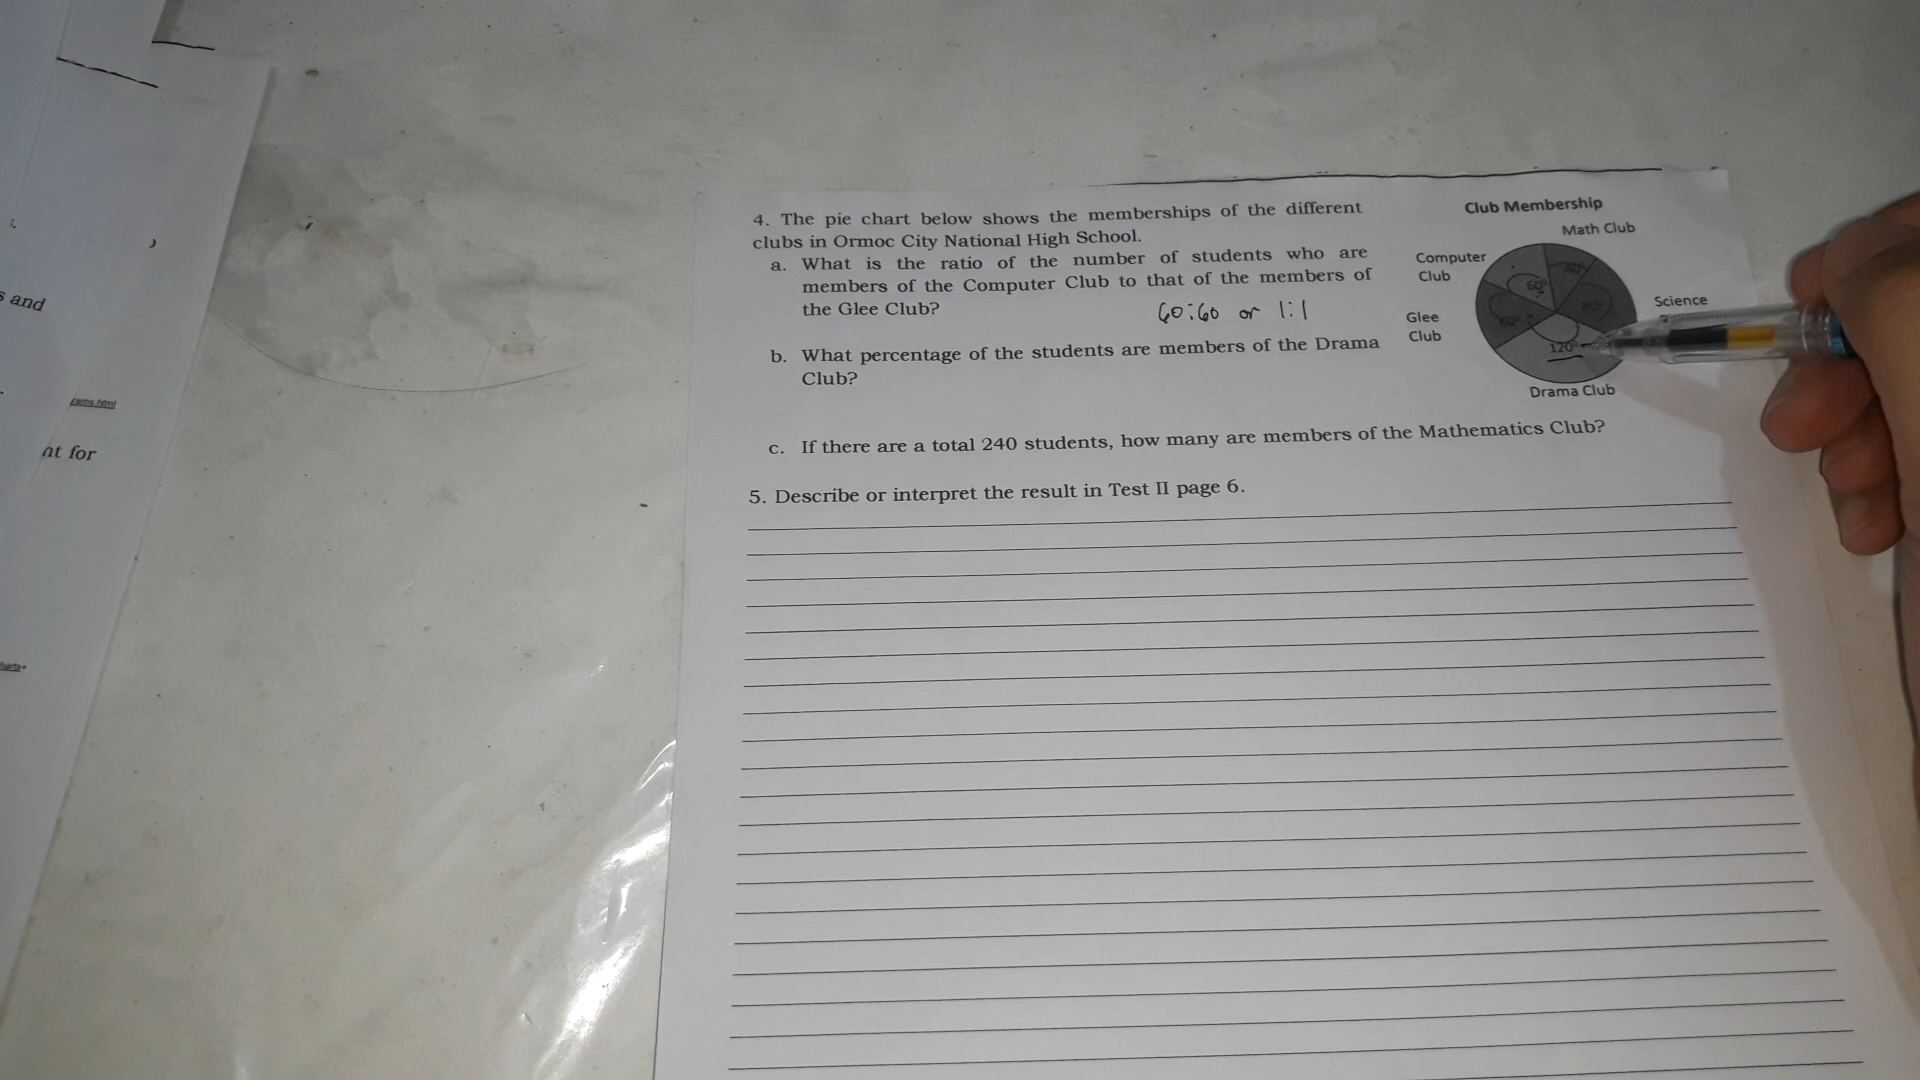 s and
rams.html
nt for
harts+
4. The pie chart below shows the memberships of the different
clubs in Ormoc City National High School.
a. What is the ratio of the number of students who are
members of the Computer Club to that of the members of
the Glee Club?
60:60 or 1:1
b. What percentage of the students are members of the Drama
Club?
c. If there are a total 240 students, how many are members of the Mathematics Club?
5. Describe or interpret the result in Test II page 6.
Club Membership
Math Club
Computer
Club
40°
60°
80°
Science
Glee
Club
60°
120°
Drama Club